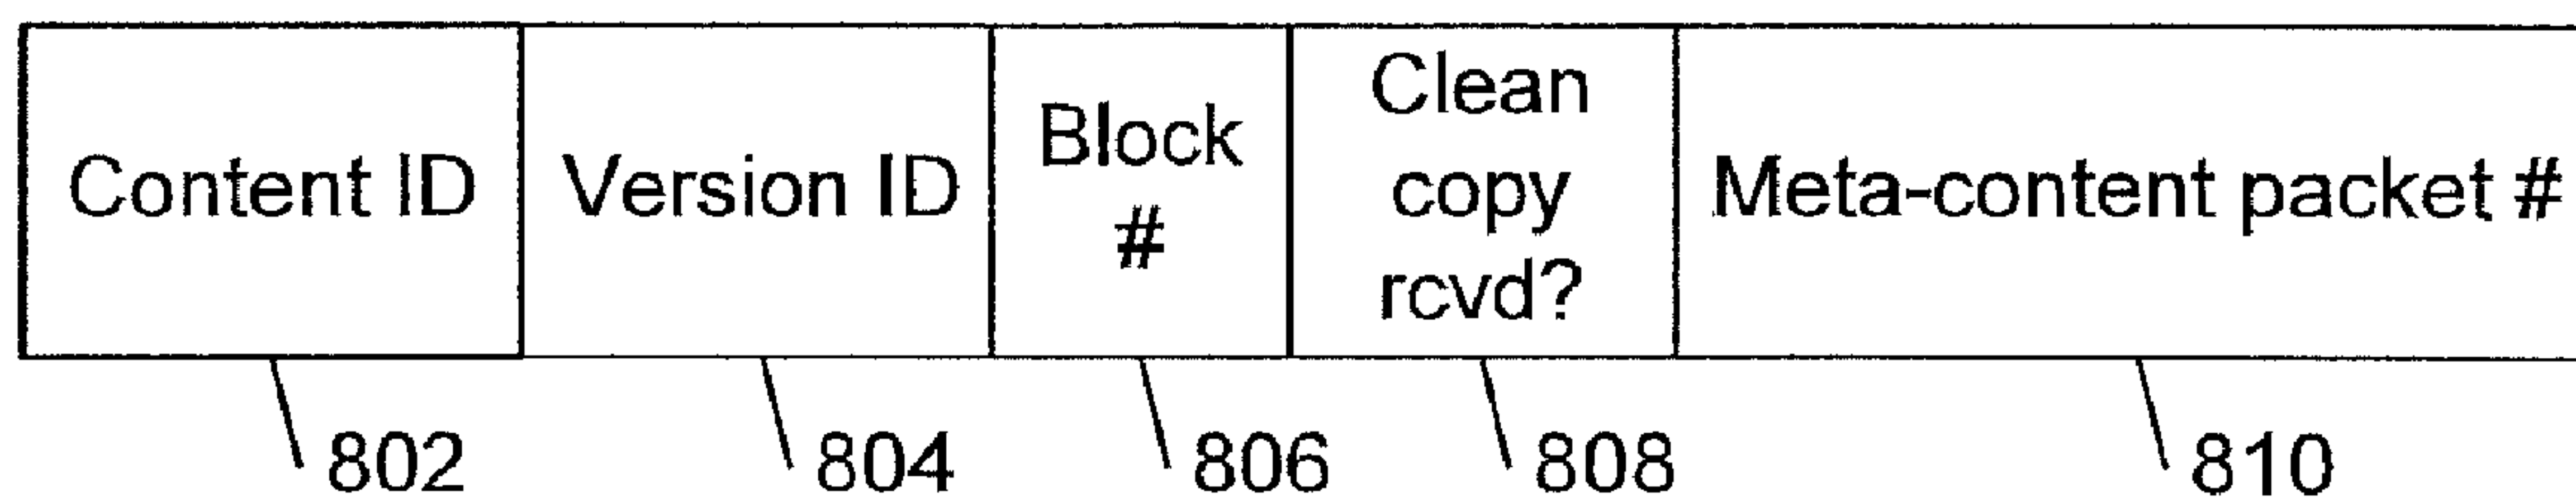 Content ID
Version ID
Block
#
Clean
copy
rcvd?
Meta-content packet #
802
804
806
808
810